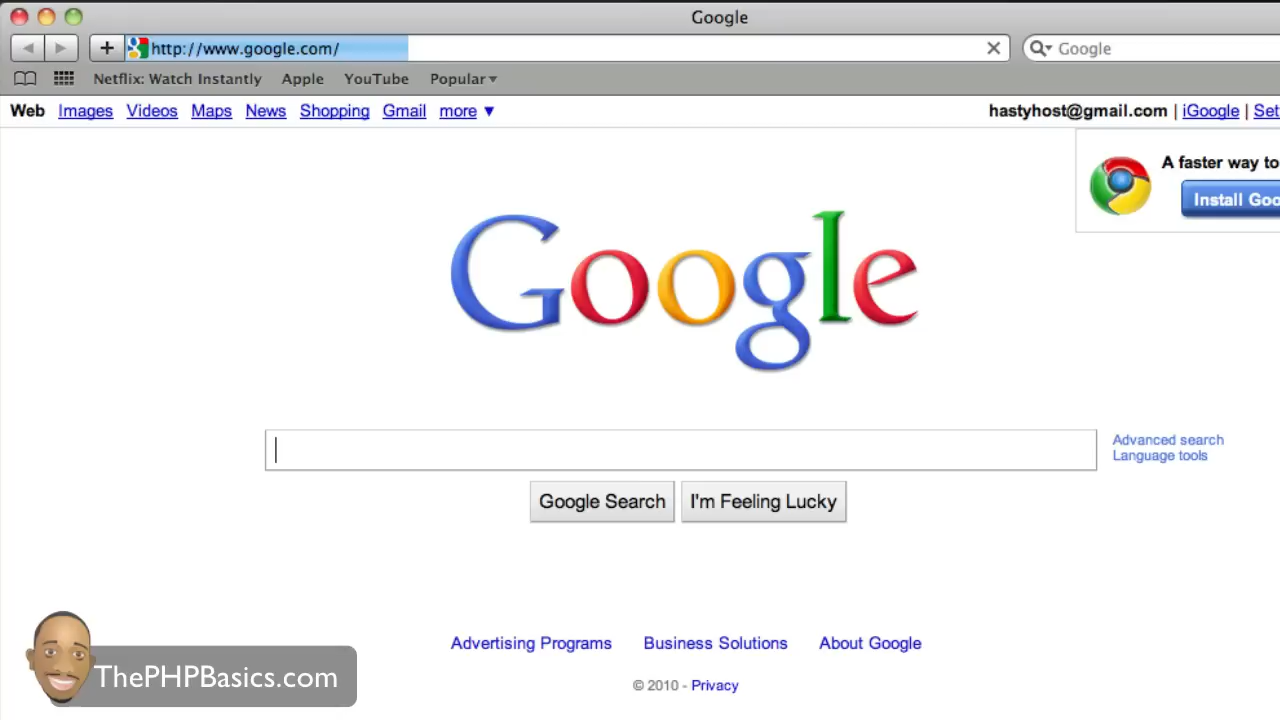 Google
http://www.google.com/
Google
Netflix: Watch Instantly Apple YouTube Popular
Web Images Videos Maps News Shopping Gmail more ▼
hastyhost@gmail.com | iGoogle | Set
A faster way to
Install Goo
Google
Advanced search
Language tools
Google Search I'm Feeling Lucky
Advertising Programs Business Solutions About Google
© 2010 - Privacy
ThePHPBasics.com